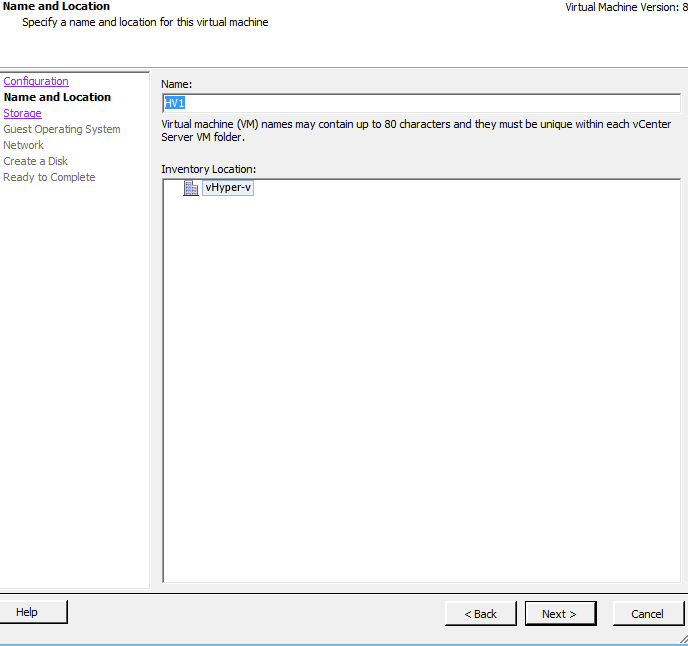 Name and Location
Virtual Machine Version: 8
Specify a name and location for this virtual machine
Configuration
Name and Location
Storage
Guest Operating System
Network
Create a Disk
Ready to Complete
Name:
HV1
Virtual machine (VM) names may contain up to 80 characters and they must be unique within each vCenter
Server VM folder.
Inventory Location:
vHyper-v
Help
< Back
Next >
Cancel